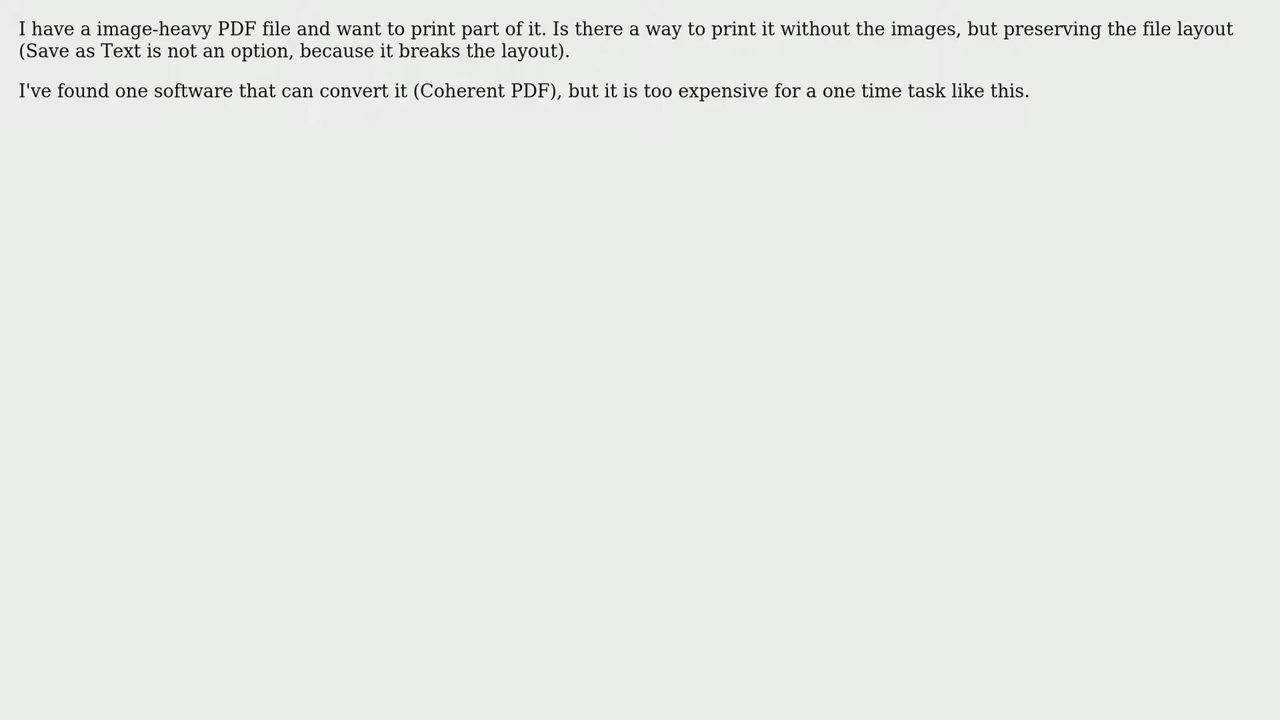 I have a image-heavy PDF file and want to print part of it. Is there a way to print it without the images, but preserving the file layout
(Save as Text is not an option, because it breaks the layout).
I've found one software that can convert it (Coherent PDF), but it is too expensive for a one time task like this.